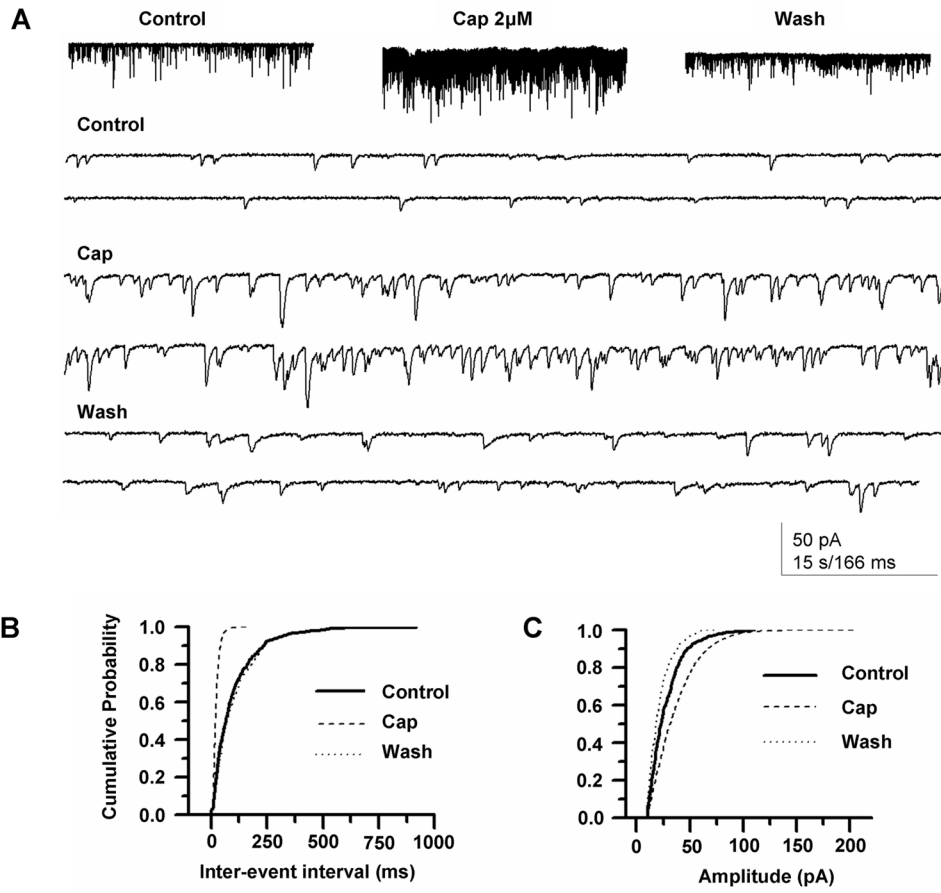 A
Control Cap 2µM Wash
Control
Cap
Wash
50 pA
15 s/166 ms
B
Cumulative Probability
1.0
0.8
0.6
0.4
0.2
0.0
0 250 500 750 1000
Inter-event interval (ms)
Control
Cap
Wash
C
1.0
0.8
0.6
0.4
0.2
0.0
0 50 100 150 200
Amplitude (pA)
Control
Cap
Wash